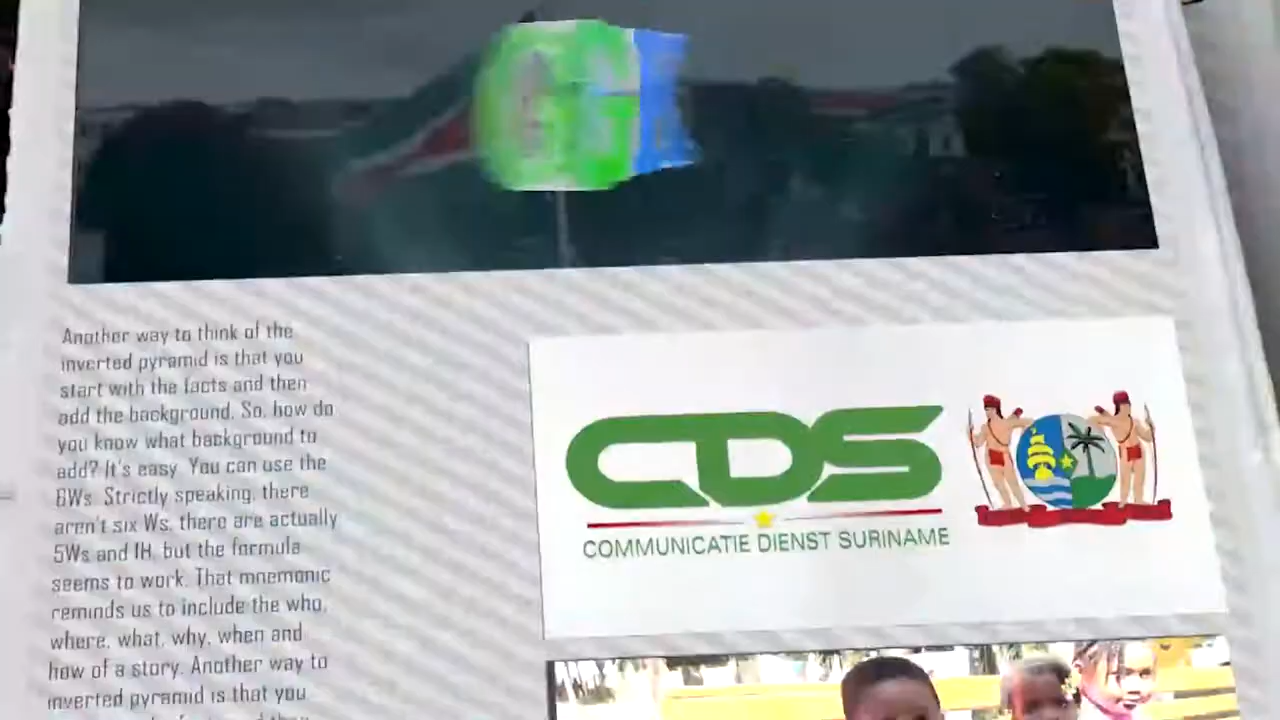 Another way to think of the
inverted pyramid is that you
start with the facts and then
add the background. So, how do
you know what background to
add? It's easy. You can use the
6Ws. Strictly speaking, there
aren't six Ws, there are actually
5Ws and 1H, but the formula
seems to work. That mnemonic
reminds us to include the who,
where, what, why, when and
how of a story. Another way to
inverted pyramid is that you
CDS
COMMUNICATIE DIENST SURINAME